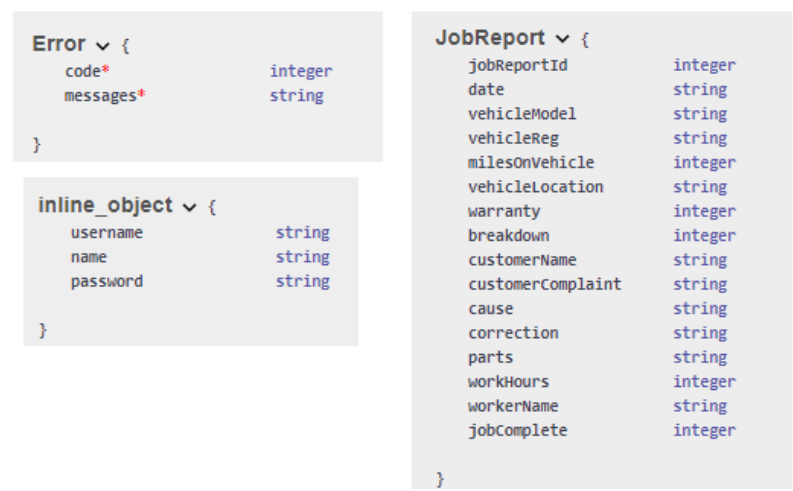 Error {
code* integer
messages* string
}
inline_object {
username string
name string
password string
}
JobReport {
jobReportId integer
date string
vehicleModel string
vehicleReg string
milesOnVehicle integer
vehicleLocation string
warranty integer
breakdown integer
customerName string
customerComplaint string
cause string
correction string
parts string
workHours integer
workerName string
jobComplete integer
}